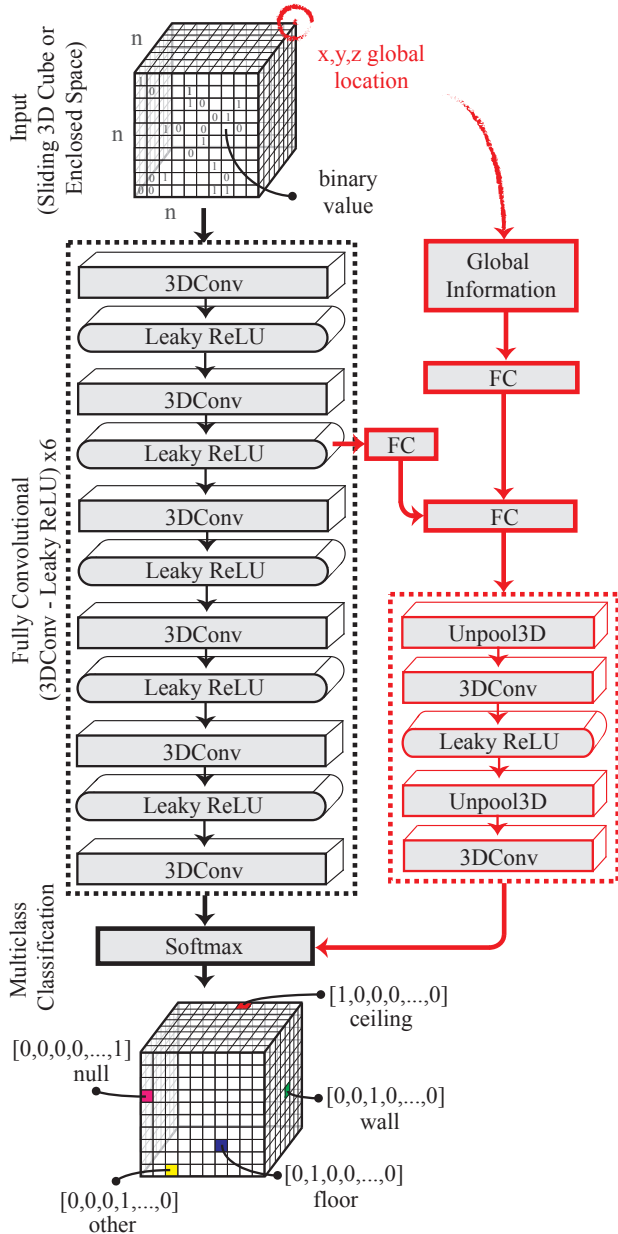 Input
(Sliding 3D Cube or
Enclosed Space)
n
n
n
x,y,z global
location
binary
value
Fully Convolutional
(3DConv - Leaky ReLU) x6
3DConv
Leaky ReLU
3DConv
Leaky ReLU
3DConv
Leaky ReLU
3DConv
Leaky ReLU
3DConv
Leaky ReLU
3DConv
Global
Information
FC
FC
FC
Unpool3D
3DConv
Leaky ReLU
Unpool3D
3DConv
Multiclass
Classification
Softmax
[1,0,0,0,...,0]
ceiling
[0,0,0,0,...,1]
null
[0,0,1,0,...,0]
wall
[0,1,0,0,...,0]
floor
[0,0,0,1,...,0]
other